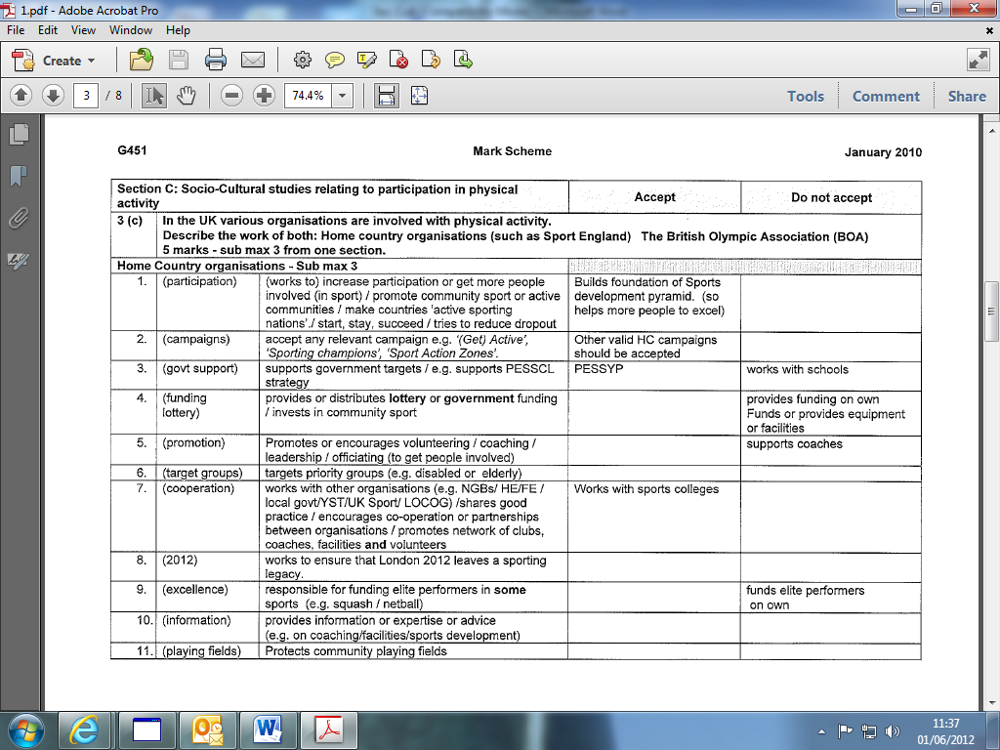 1.pdf - Adobe Acrobat Pro
File Edit View Window Help
Create
3 / 8 74.4% Tools Comment Share
G451 Mark Scheme January 2010
Section C: Socio-Cultural studies relating to participation in physical
activity
Accept Do not accept
3 (c) In the UK various organisations are involved with physical activity.
Describe the work of both: Home country organisations (such as Sport England) The British Olympic Association (BOA)
5 marks - sub max 3 from one section.
Home Country organisations - Sub max 3
1. (participation) (works to) increase participation or get more people
involved (in sport) / promote community sport or active
communities / make countries 'active sporting
nations'./ start, stay, succeed / tries to reduce dropout
Builds foundation of Sports
development pyramid. (so
helps more people to excel)
2. (campaigns) accept any relevant campaign e.g. '(Get) Active',
'Sporting champions', 'Sport Action Zones'.
Other valid HC campaigns
should be accepted
3. (govt support) supports government targets / e.g. supports PESSCL
strategy
PESSYP
works with schools
4. (funding
lottery)
provides or distributes lottery or government funding
/ invests in community sport
provides funding on own
Funds or provides equipment
or facilities
5. (promotion) Promotes or encourages volunteering / coaching /
leadership / officiating (to get people involved)
supports coaches
6. (target groups) targets priority groups (e.g. disabled or elderly)
7. (cooperation) works with other organisations (e.g. NGBs/ HE/FE /
local govt/YST/UK Sport/ LOCOG) /shares good
practice / encourages co-operation or partnerships
between organisations / promotes network of clubs,
coaches, facilities and volunteers
Works with sports colleges
8. (2012) works to ensure that London 2012 leaves a sporting
legacy.
9. (excellence) responsible for funding elite performers in some
sports (e.g. squash / netball)
funds elite performers
on own
10. (information) provides information or expertise or advice
(e.g. on coaching/facilities/sports development)
11. (playing fields) Protects community playing fields
11:37
01/06/2012